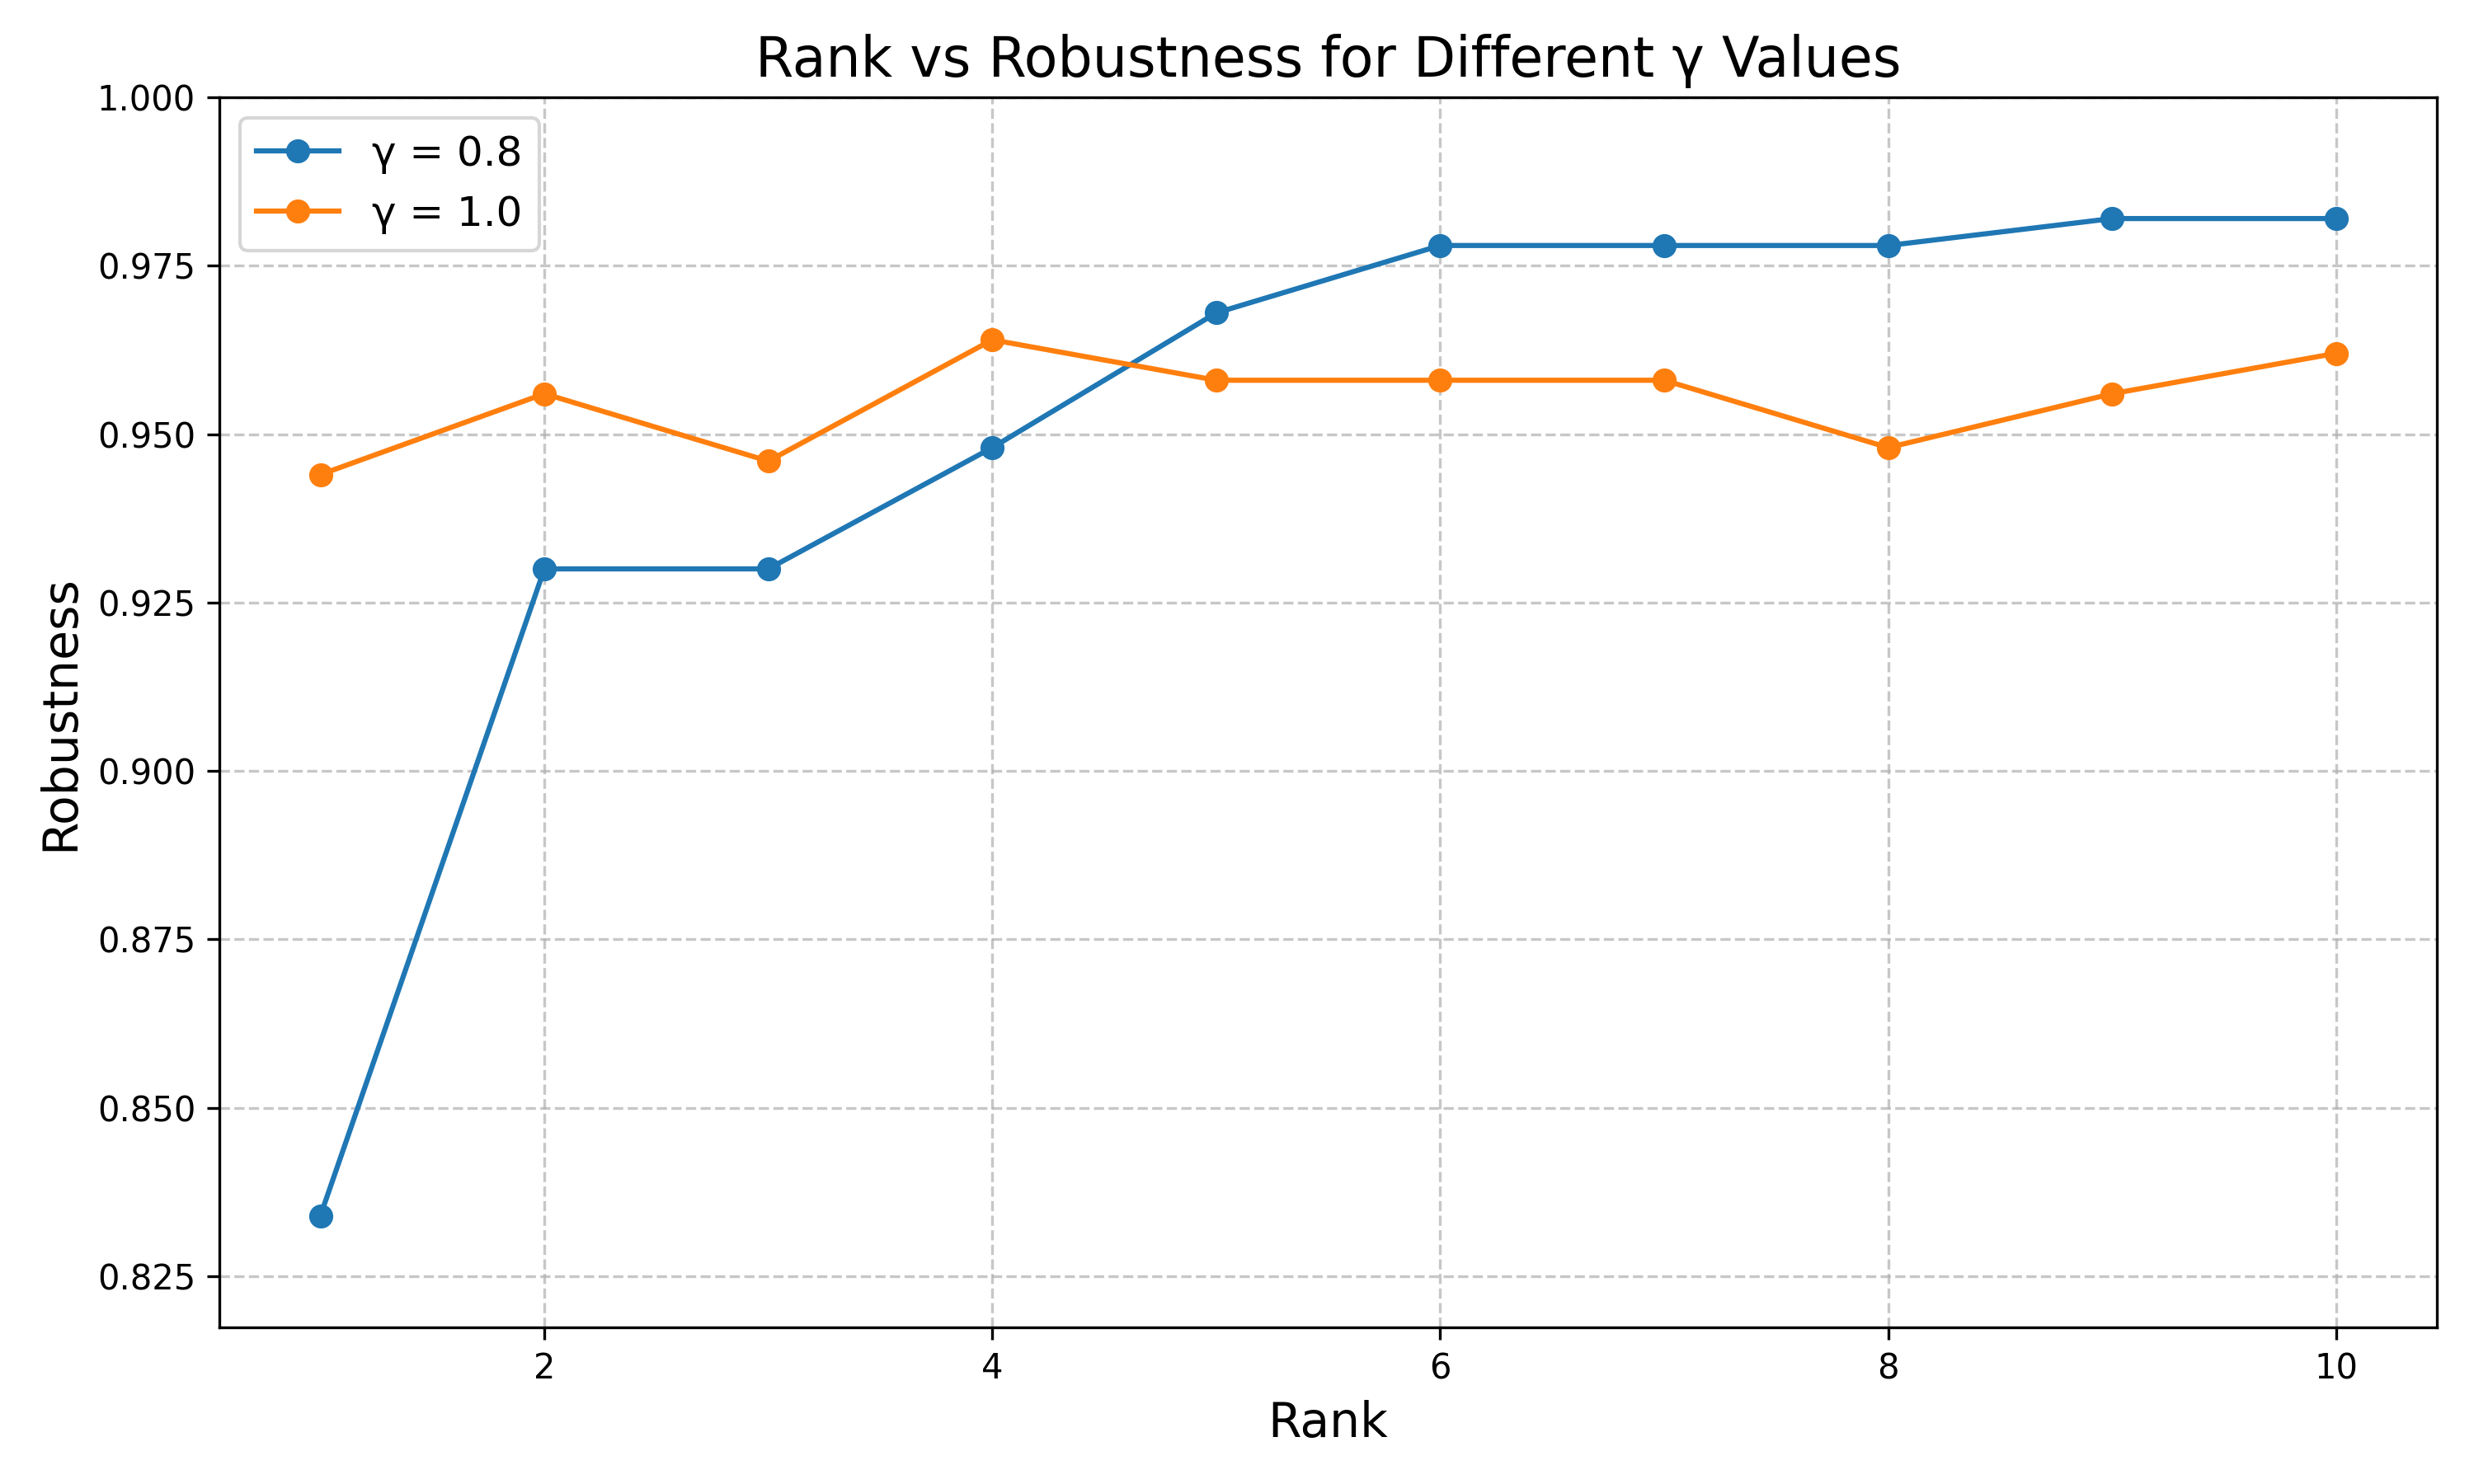 Rank vs Robustness for Different γ Values
γ = 0.8
γ = 1.0
1.000
0.975
0.950
0.925
0.900
0.875
0.850
0.825
Robustness
2
4
6
8
10
Rank